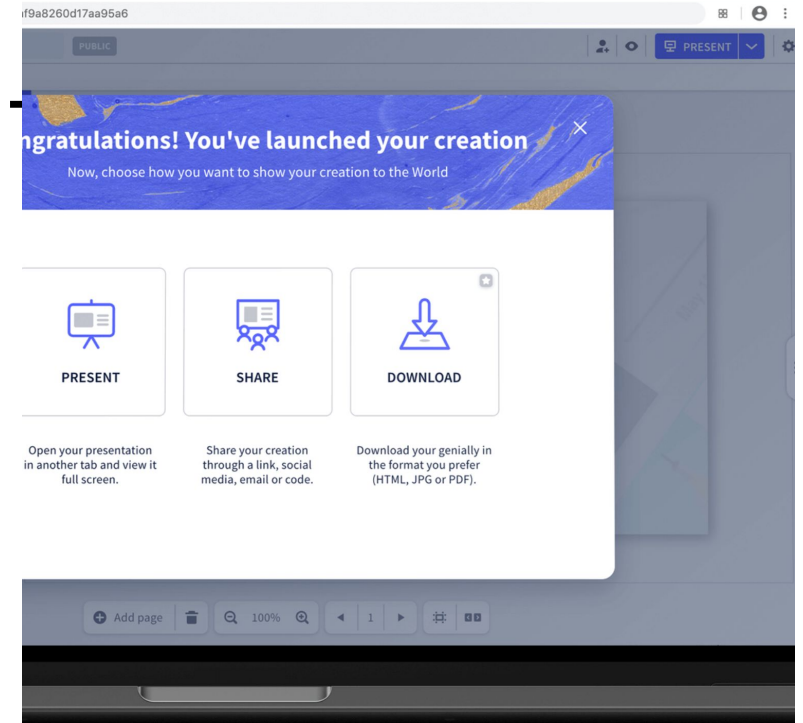 f9a8260d17aa95a6
PUBLIC
PRESENT
ngratulations! You've launched your creation
Now, choose how you want to show your creation to the World
PRESENT
SHARE
DOWNLOAD
Open your presentation
in another tab and view it
full screen.
Share your creation
through a link, social
media, email or code.
Download your genially in
the format you prefer
(HTML, JPG or PDF).
Add page
100%
1